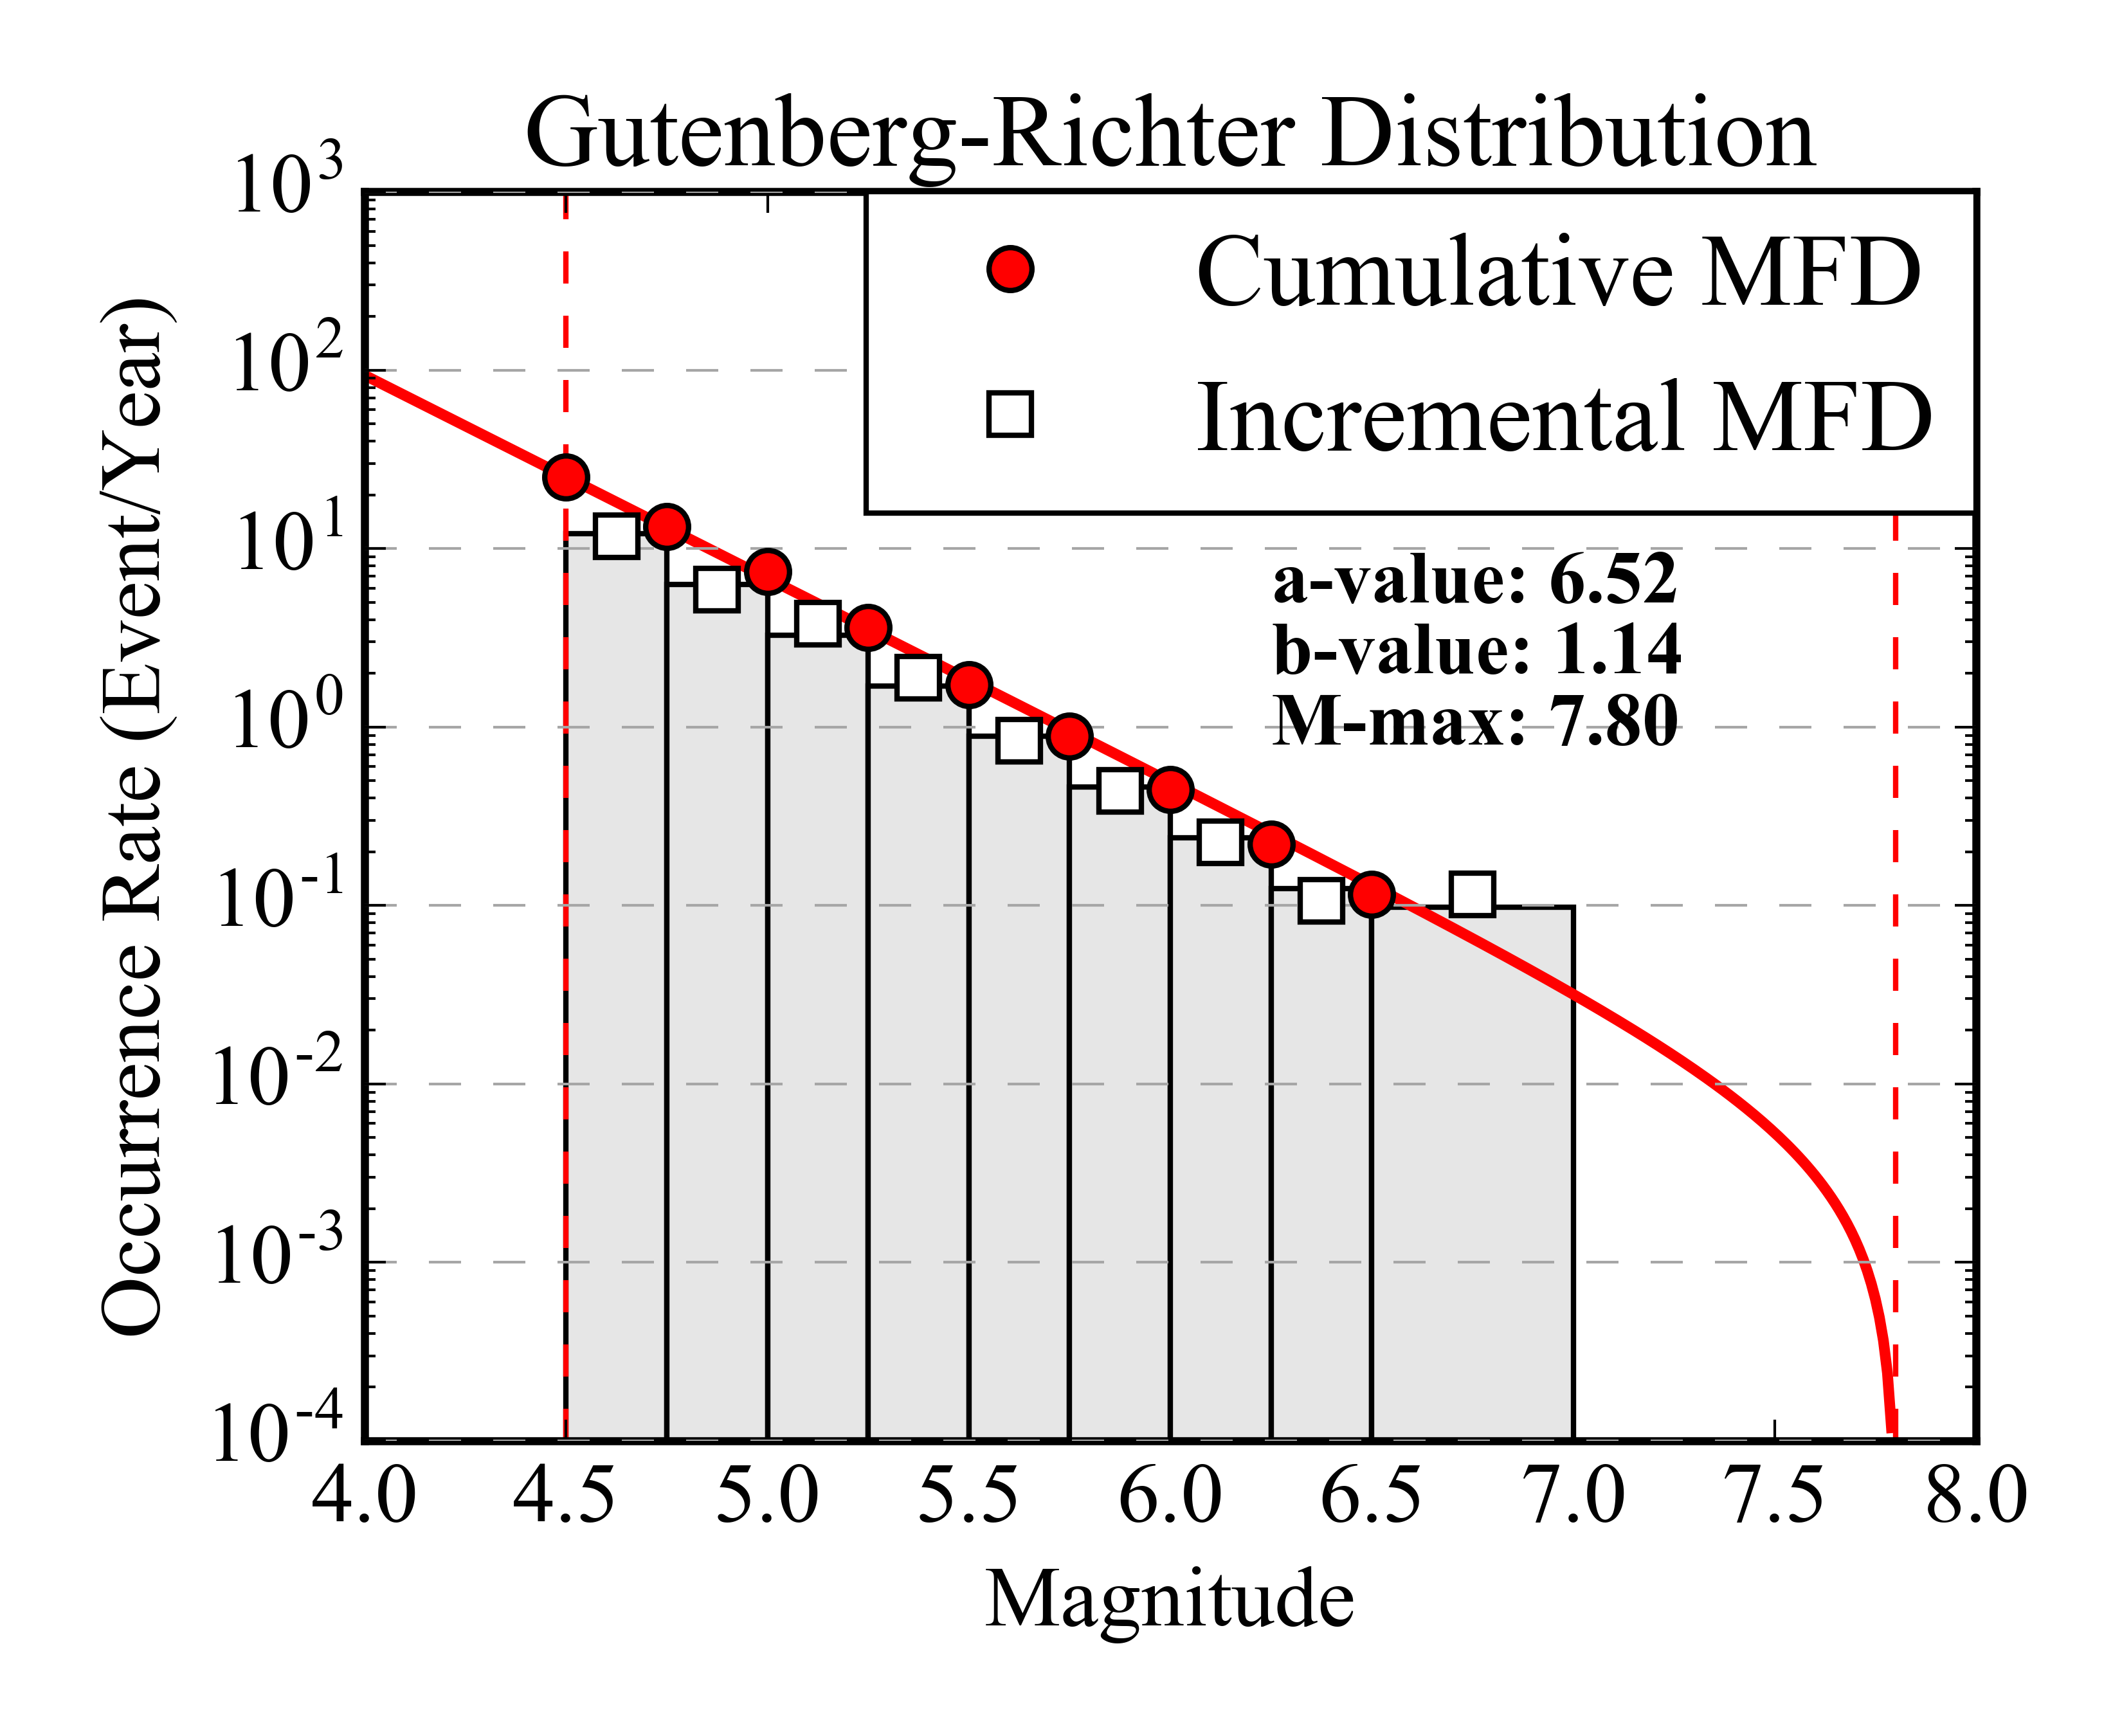 Gutenberg-Richter Distribution
10^3
10^2
10^1
10^0
10^-1
10^-2
10^-3
10^-4
Occurrence Rate (Event/Year)
Cumulative MFD
Incremental MFD
a-value: 6.52
b-value: 1.14
M-max: 7.80
4.0 4.5 5.0 5.5 6.0 6.5 7.0 7.5 8.0
Magnitude